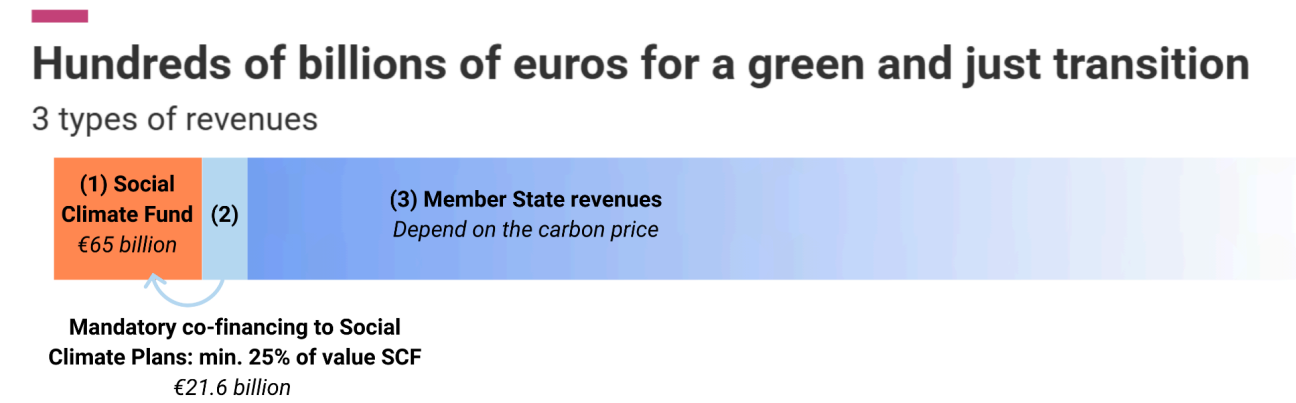 Hundreds of billions of euros for a green and just transition
3 types of revenues
(1) Social
Climate Fund
€65 billion
(2)
(3) Member State revenues
Depend on the carbon price
Mandatory co-financing to Social
Climate Plans: min. 25% of value SCF
€21.6 billion